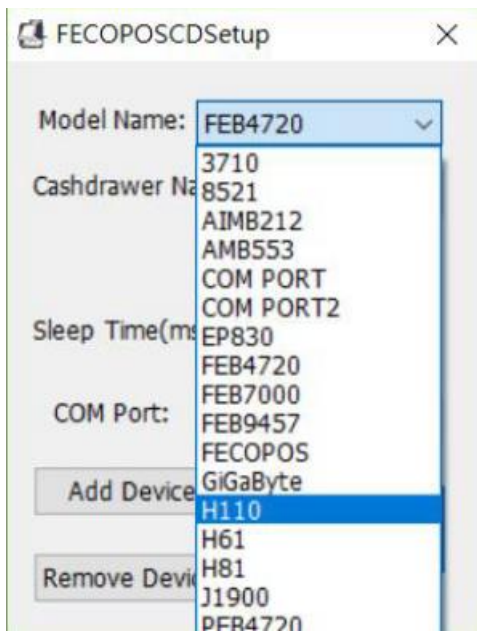 FECOPOSCDSetup
Model Name: FEB4720
3710
Cashdrawer Na
8521
AIMB212
AMB553
COM PORT
COM PORT2
Sleep Time(ms
EP830
FEB4720
FEB7000
COM Port:
FEB9457
FECOPOS
Add Device
GiGaByte
H110
H61
Remove Devi
H81
J1900
PEB4720